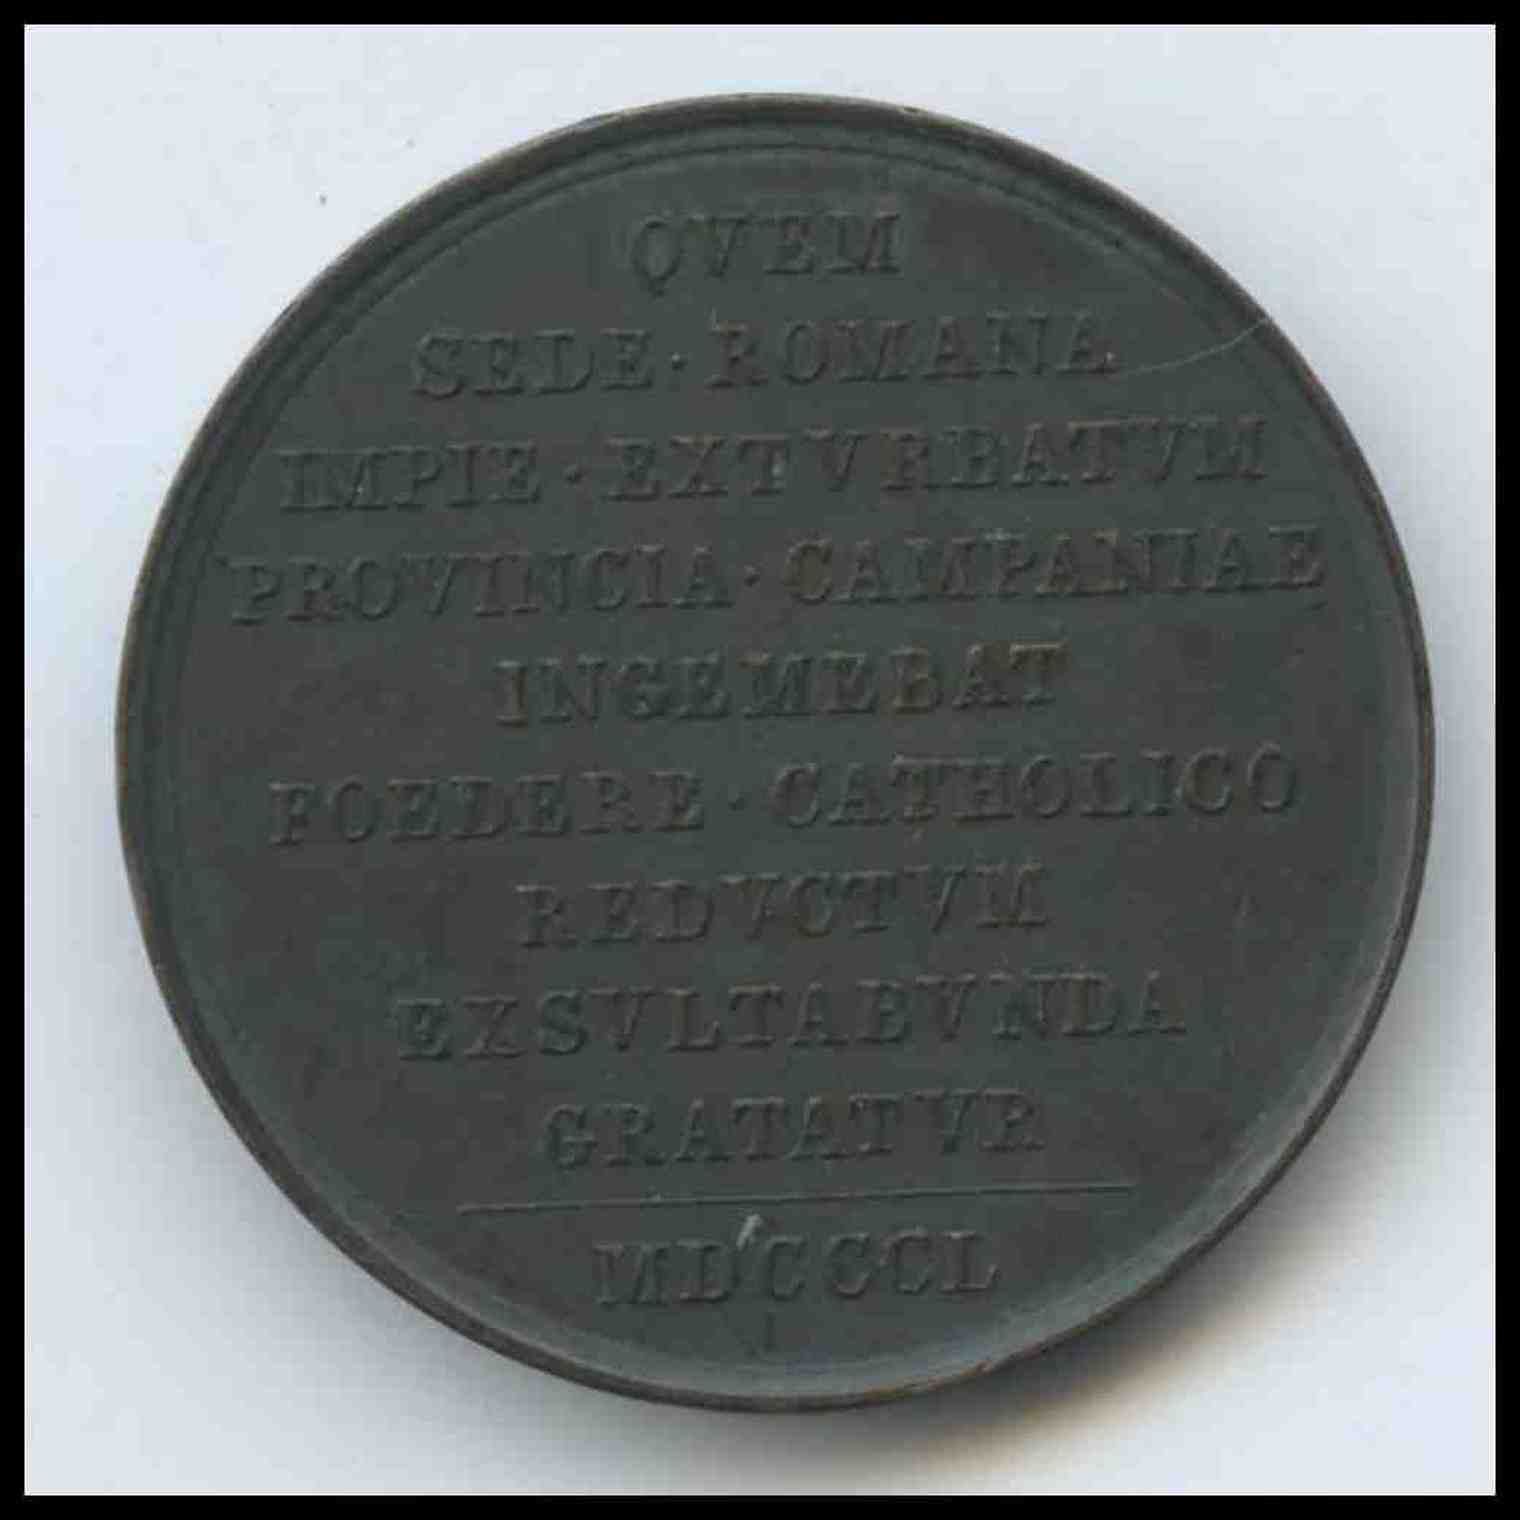 QVEM
SEDE · ROMANA
IMPIE · EXTVRBATVM
PROVINCIA · CAMPANIAE
INGEMEBAT
FOEDERE · CATHOLICO
REDVCTVM
EXSVLTABVNDA
GRATATVR
MDCCCL